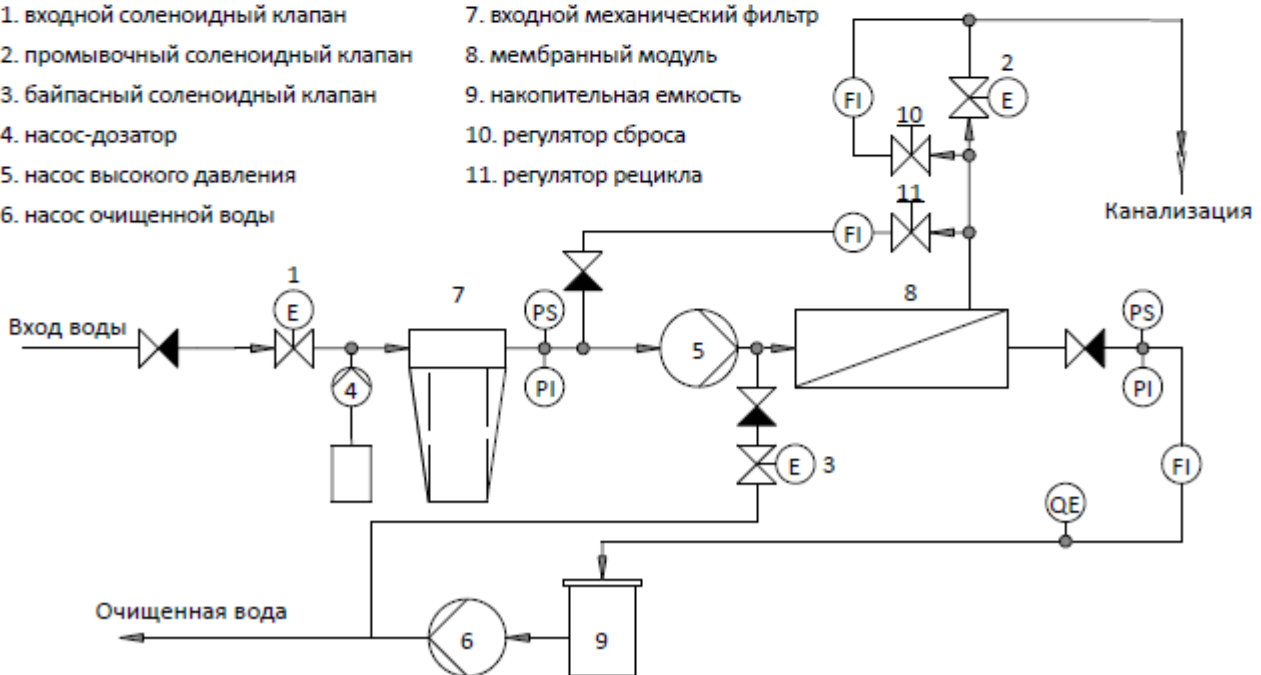 1. входной соленоидный клапан
2. промывочный соленоидный клапан
3. байпасный соленоидный клапан
4. насос-дозатор
5. насос высокого давления
6. насос очищенной воды
7. входной механический фильтр
8. мембранный модуль
9. накопительная емкость
10. регулятор сброса
11. регулятор рецикла
2
FI
E
10
Канализация
11
FI
1
E
7
PS
8
PS
Вход воды
5
4
PI
PI
E 3
FI
QE
Очищенная вода
6
9